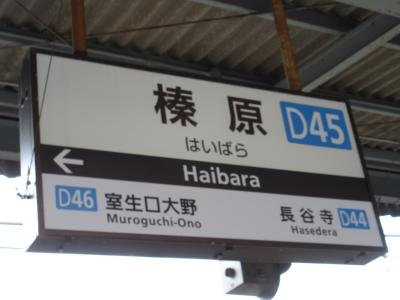 榛原 D45
はいばら
← Haibara
D46 室生口大野 長谷寺 D44
Muroguchi-Ono Hasedera